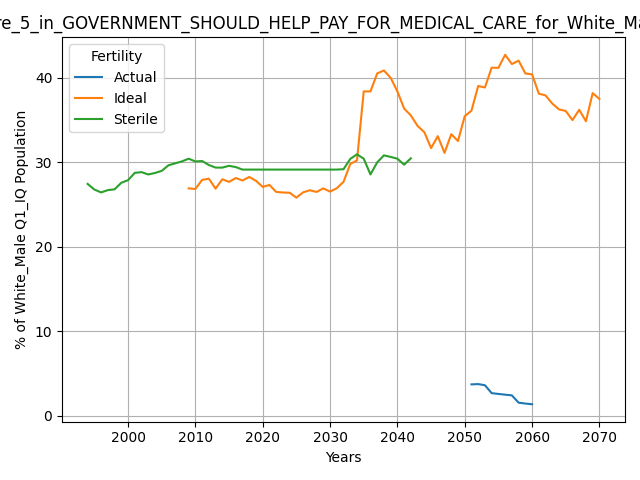 re_5_in_GOVERNMENT_SHOULD_HELP_PAY_FOR_MEDICAL_CARE_for_White_Ma
Fertility
Actual
Ideal
Sterile
% of White_Male Q1_IQ Population
40
30
20
10
0
2000 2010 2020 2030 2040 2050 2060 2070
Years